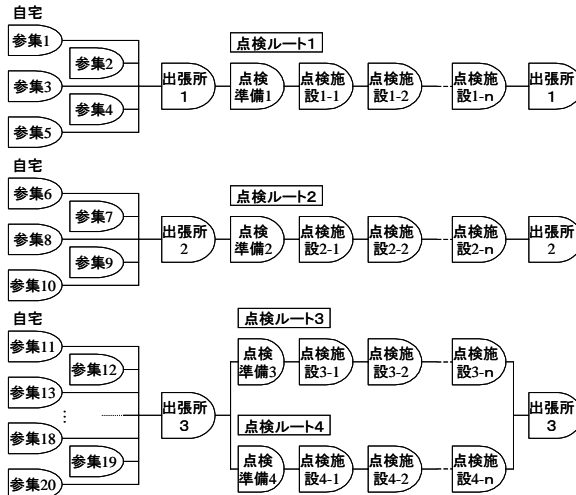 自宅
参集1
参集2
参集3
参集4
参集5
出張所
1
点検ルート1
点検
準備1
点検施
設1-1
点検施
設1-2
点検施
設1-n
出張所
1
自宅
参集6
参集7
参集8
参集9
参集10
出張所
2
点検ルート2
点検
準備2
点検施
設2-1
点検施
設2-2
点検施
設2-n
出張所
2
自宅
参集11
参集12
参集13
…
参集18
参集19
参集20
出張所
3
点検ルート3
点検
準備3
点検施
設3-1
点検施
設3-2
点検施
設3-n
点検ルート4
点検
準備4
点検施
設4-1
点検施
設4-2
点検施
設4-n
出張所
3